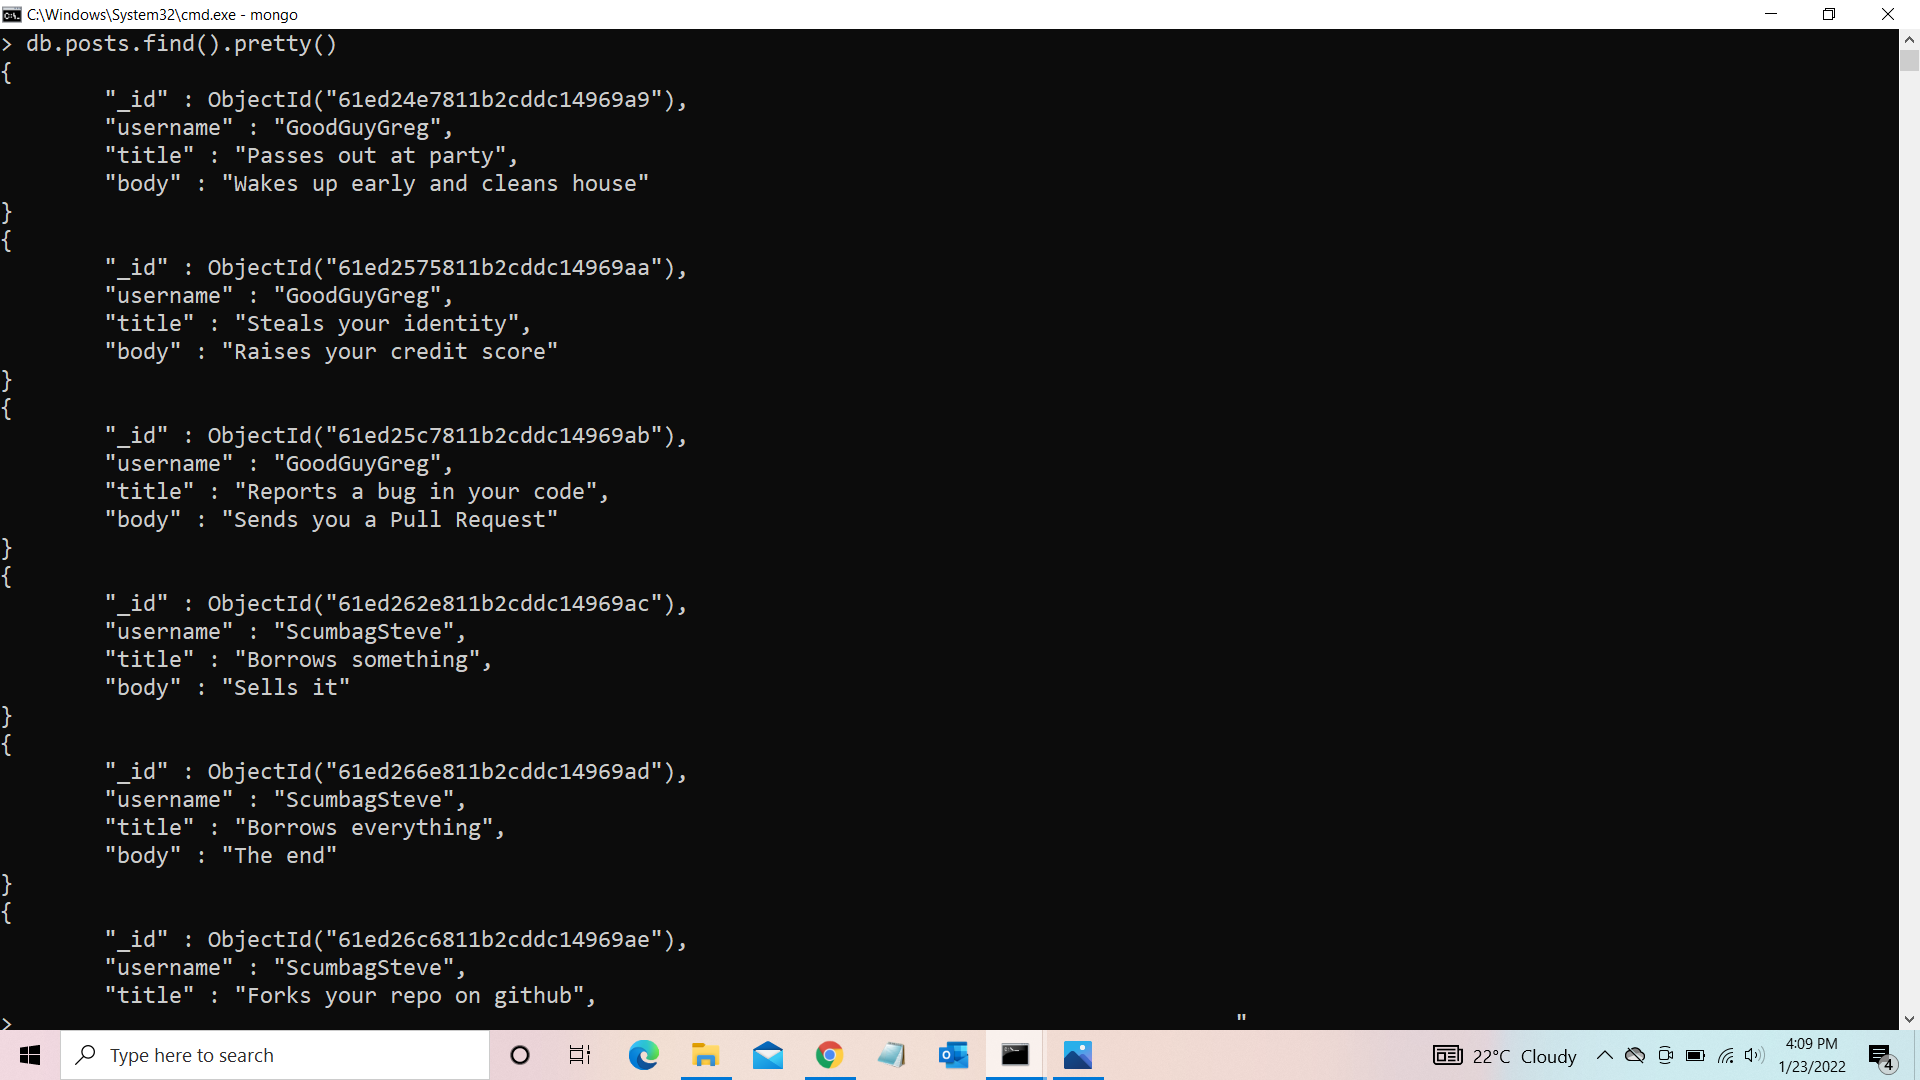 C:\Windows\System32\cmd.exe - mongo
> db.posts.find().pretty()
{
"_id" : ObjectId("61ed24e7811b2cddc14969a9"),
"username" : "GoodGuyGreg",
"title" : "Passes out at party",
"body" : "Wakes up early and cleans house"
}
{
"_id" : ObjectId("61ed2575811b2cddc14969aa"),
"username" : "GoodGuyGreg",
"title" : "Steals your identity",
"body" : "Raises your credit score"
}
{
"_id" : ObjectId("61ed25c7811b2cddc14969ab"),
"username" : "GoodGuyGreg",
"title" : "Reports a bug in your code",
"body" : "Sends you a Pull Request"
}
{
"_id" : ObjectId("61ed262e811b2cddc14969ac"),
"username" : "ScumbagSteve",
"title" : "Borrows something",
"body" : "Sells it"
}
{
"_id" : ObjectId("61ed266e811b2cddc14969ad"),
"username" : "ScumbagSteve",
"title" : "Borrows everything",
"body" : "The end"
}
{
"_id" : ObjectId("61ed26c6811b2cddc14969ae"),
"username" : "ScumbagSteve",
"title" : "Forks your repo on github",
> "
Type here to search
22°C Cloudy
4:09 PM
1/23/2022
4